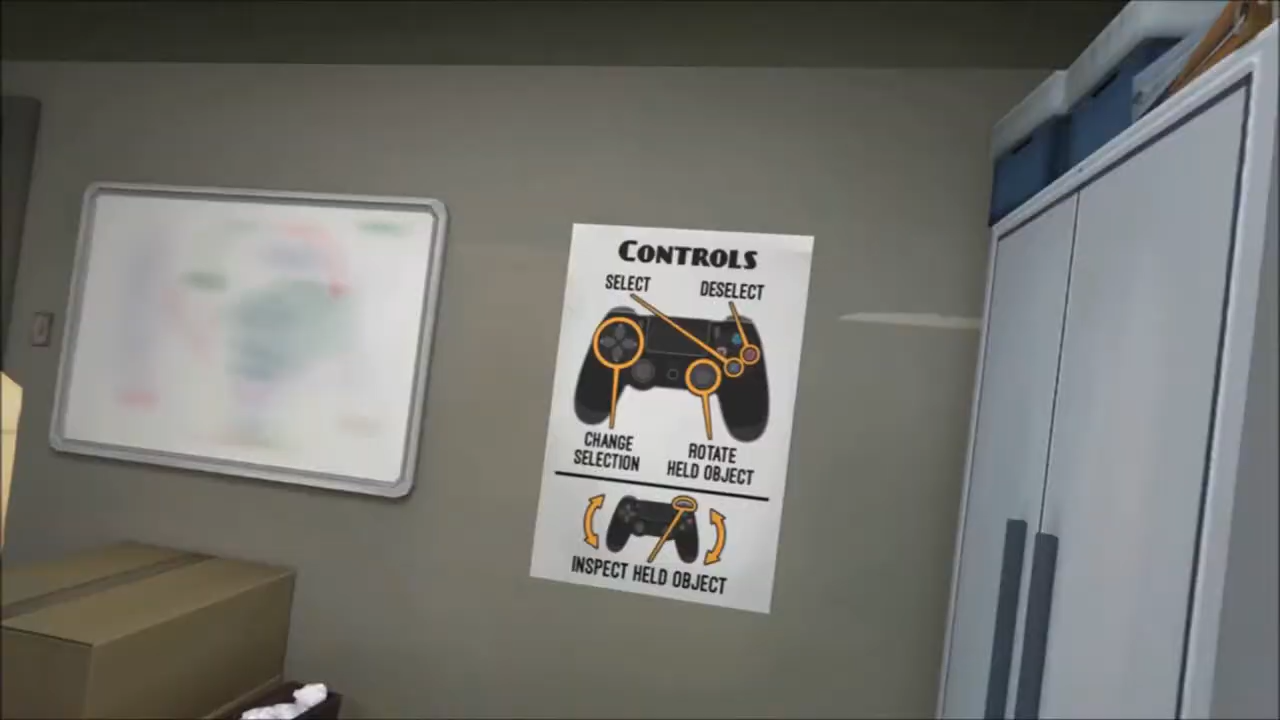 CONTROLS
SELECT
DESELECT
CHANGE
SELECTION
ROTATE
HELD OBJECT
INSPECT HELD OBJECT